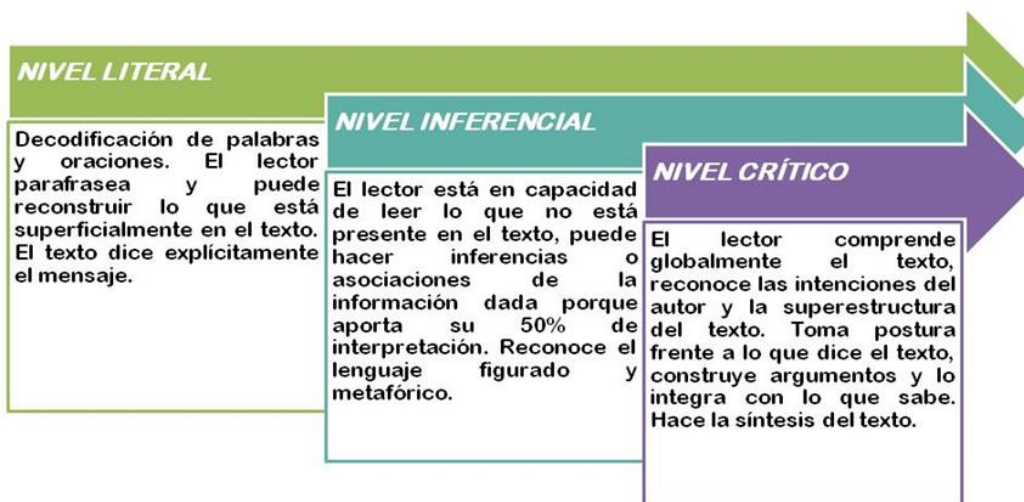 NIVEL LITERAL
Decodificación de palabras
y oraciones. El lector
parafrasea y puede
reconstruir lo que está
superficialmente en el texto.
El texto dice explícitamente
el mensaje.
NIVEL INFERENCIAL
El lector está en capacidad
de leer lo que no está
presente en el texto, puede
hacer inferencias o
asociaciones de la
información dada porque
aporta su 50% de
interpretación. Reconoce el
lenguaje figurado y
metafórico.
NIVEL CRÍTICO
El lector comprende
globalmente el texto,
reconoce las intenciones del
autor y la superestructura
del texto. Toma postura
frente a lo que dice el texto,
construye argumentos y lo
integra con lo que sabe.
Hace la síntesis del texto.